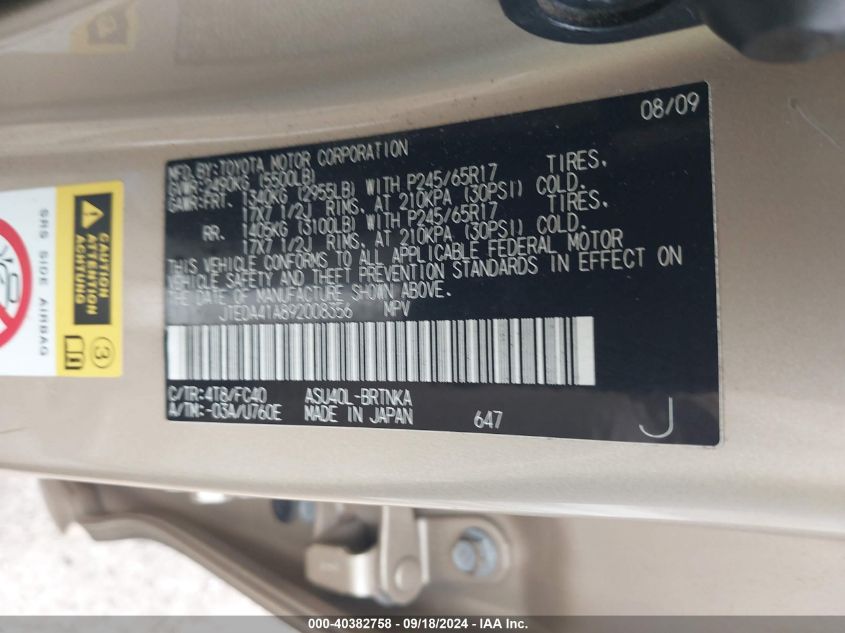 08/09
MFD.BY:TOYOTA MOTOR CORPORATION
GVWR:2490KG (5500LB)
GAWR:FRT. 1340KG (2955LB) WITH P245/65R17 TIRES,
17X7 1/2J RIMS, AT 210KPA (30PSI) COLD.
RR. 1405KG (3100LB) WITH P245/65R17 TIRES,
17X7 1/2J RIMS, AT 210KPA (30PSI) COLD.
THIS VEHICLE CONFORMS TO ALL APPLICABLE FEDERAL MOTOR
VEHICLE SAFETY AND THEFT PREVENTION STANDARDS IN EFFECT ON
THE DATE OF MANUFACTURE SHOWN ABOVE.
JTEDA41A892008356 MPV
C/TR:4T8/FC40 ASU40L-BRTNKA
A/TM:-03A/U760E MADE IN JAPAN 647
J
SRS SIDE AIRBAG
CAUTION
ATTENTION
ACHTUNG
3
000-40382758 - 09/18/2024 - IAA, Inc.